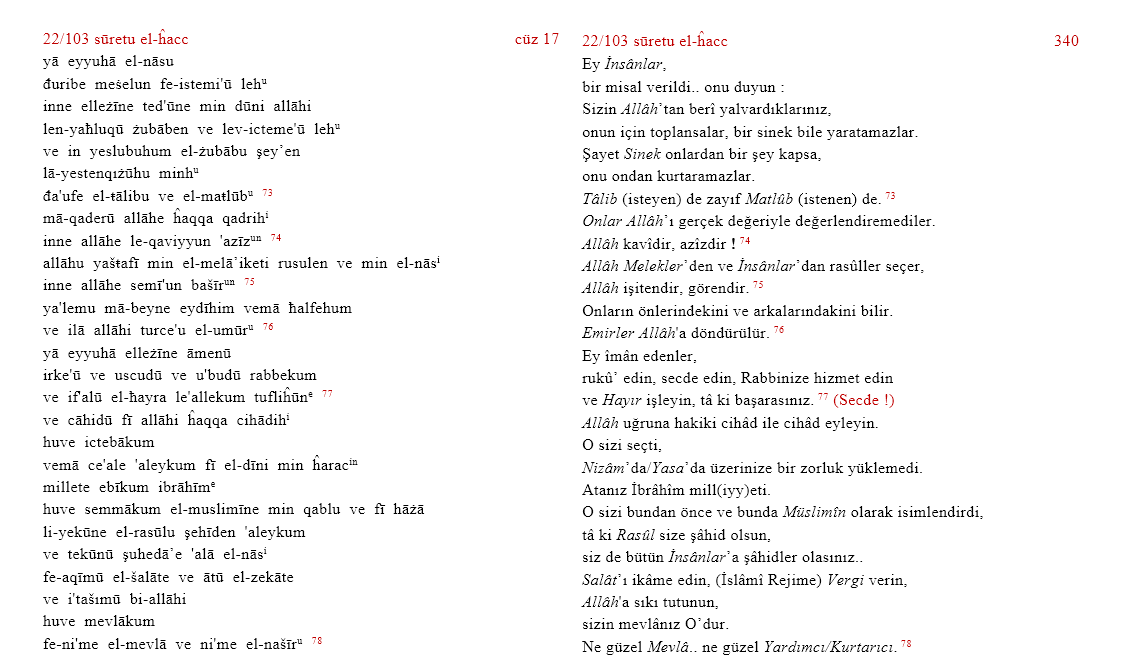 22/103 sūretu el-ĥacc cüz 17
yā eyyuhā el-nāsu
đuribe meŝelun fe-istemi'ū lehᵘ
inne elleżīne ted'ūne min dūni allāhi
len-yaħluqū żubāben ve lev-icteme'ū lehᵘ
ve in yeslubuhum el-żubābu şey’en
lā-yestenqıżūhu minhᵘ
đa'ufe el-ŧālibu ve el-maŧlūbᵘ 73
mā-qaderū allāhe ĥaqqa qadrihⁱ
inne allāhe le-qaviyyun 'azīzᵘⁿ 74
allāhu yašŧafī min el-melā’iketi rusulen ve min el-nāsⁱ
inne allāhe semī'un bašīrᵘⁿ 75
ya'lemu mā-beyne eydīhim vemā ħalfehum
ve ilā allāhi turce'u el-umūrᵘ 76
yā eyyuhā elleżīne āmenū
irke'ū ve uscudū ve u'budū rabbekum
ve if'alū el-ħayra le'allekum tufliĥūnᵉ 77
ve cāhidū fī allāhi ĥaqqa cihādihⁱ
huve ictebākum
vemā ce'ale 'aleykum fī el-dīni min ĥaracⁱⁿ
millete ebīkum ibrāhīmᵉ
huve semmākum el-muslimīne min qablu ve fī hāżā
li-yekūne el-rasūlu şehīden 'aleykum
ve tekūnū şuhedā’e 'alā el-nāsⁱ
fe-aqīmū el-šalāte ve ātū el-zekāte
ve i'tašımū bi-allāhi
huve mevlākum
fe-ni'me el-mevlā ve ni'me el-našīrᵘ 78
22/103 sūretu el-ĥacc 340
Ey İnsânlar,
bir misal verildi.. onu duyun :
Sizin Allâh’tan berî yalvardıklarınız,
onun için toplansalar, bir sinek bile yaratamazlar.
Şayet Sinek onlardan bir şey kapsa,
onu ondan kurtaramazlar.
Tâlib (isteyen) de zayıf Matlûb (istenen) de. 73
Onlar Allâh’ı gerçek değeriyle değerlendiremediler.
Allâh kavîdir, azîzdir ! 74
Allâh Melekler’den ve İnsânlar’dan rasûller seçer,
Allâh işitendir, görendir. 75
Onların önlerindekini ve arkalarındakini bilir.
Emirler Allâh'a döndürülür. 76
Ey îmân edenler,
rukû’ edin, secde edin, Rabbinize hizmet edin
ve Hayır işleyin, tâ ki başarasınız. 77 (Secde !)
Allâh uğruna hakiki cihâd ile cihâd eyleyin.
O sizi seçti,
Nizâm’da/Yasa’da üzerinize bir zorluk yüklemedi.
Atanız İbrâhîm mill(iyy)eti.
O sizi bundan önce ve bunda Müslimîn olarak isimlendirdi,
tâ ki Rasûl size şâhid olsun,
siz de bütün İnsânlar’a şâhidler olasınız..
Salât’ı ikâme edin, (İslâmî Rejime) Vergi verin,
Allâh'a sıkı tutunun,
sizin mevlânız O’dur.
Ne güzel Mevlâ.. ne güzel Yardımcı/Kurtarıcı. 78